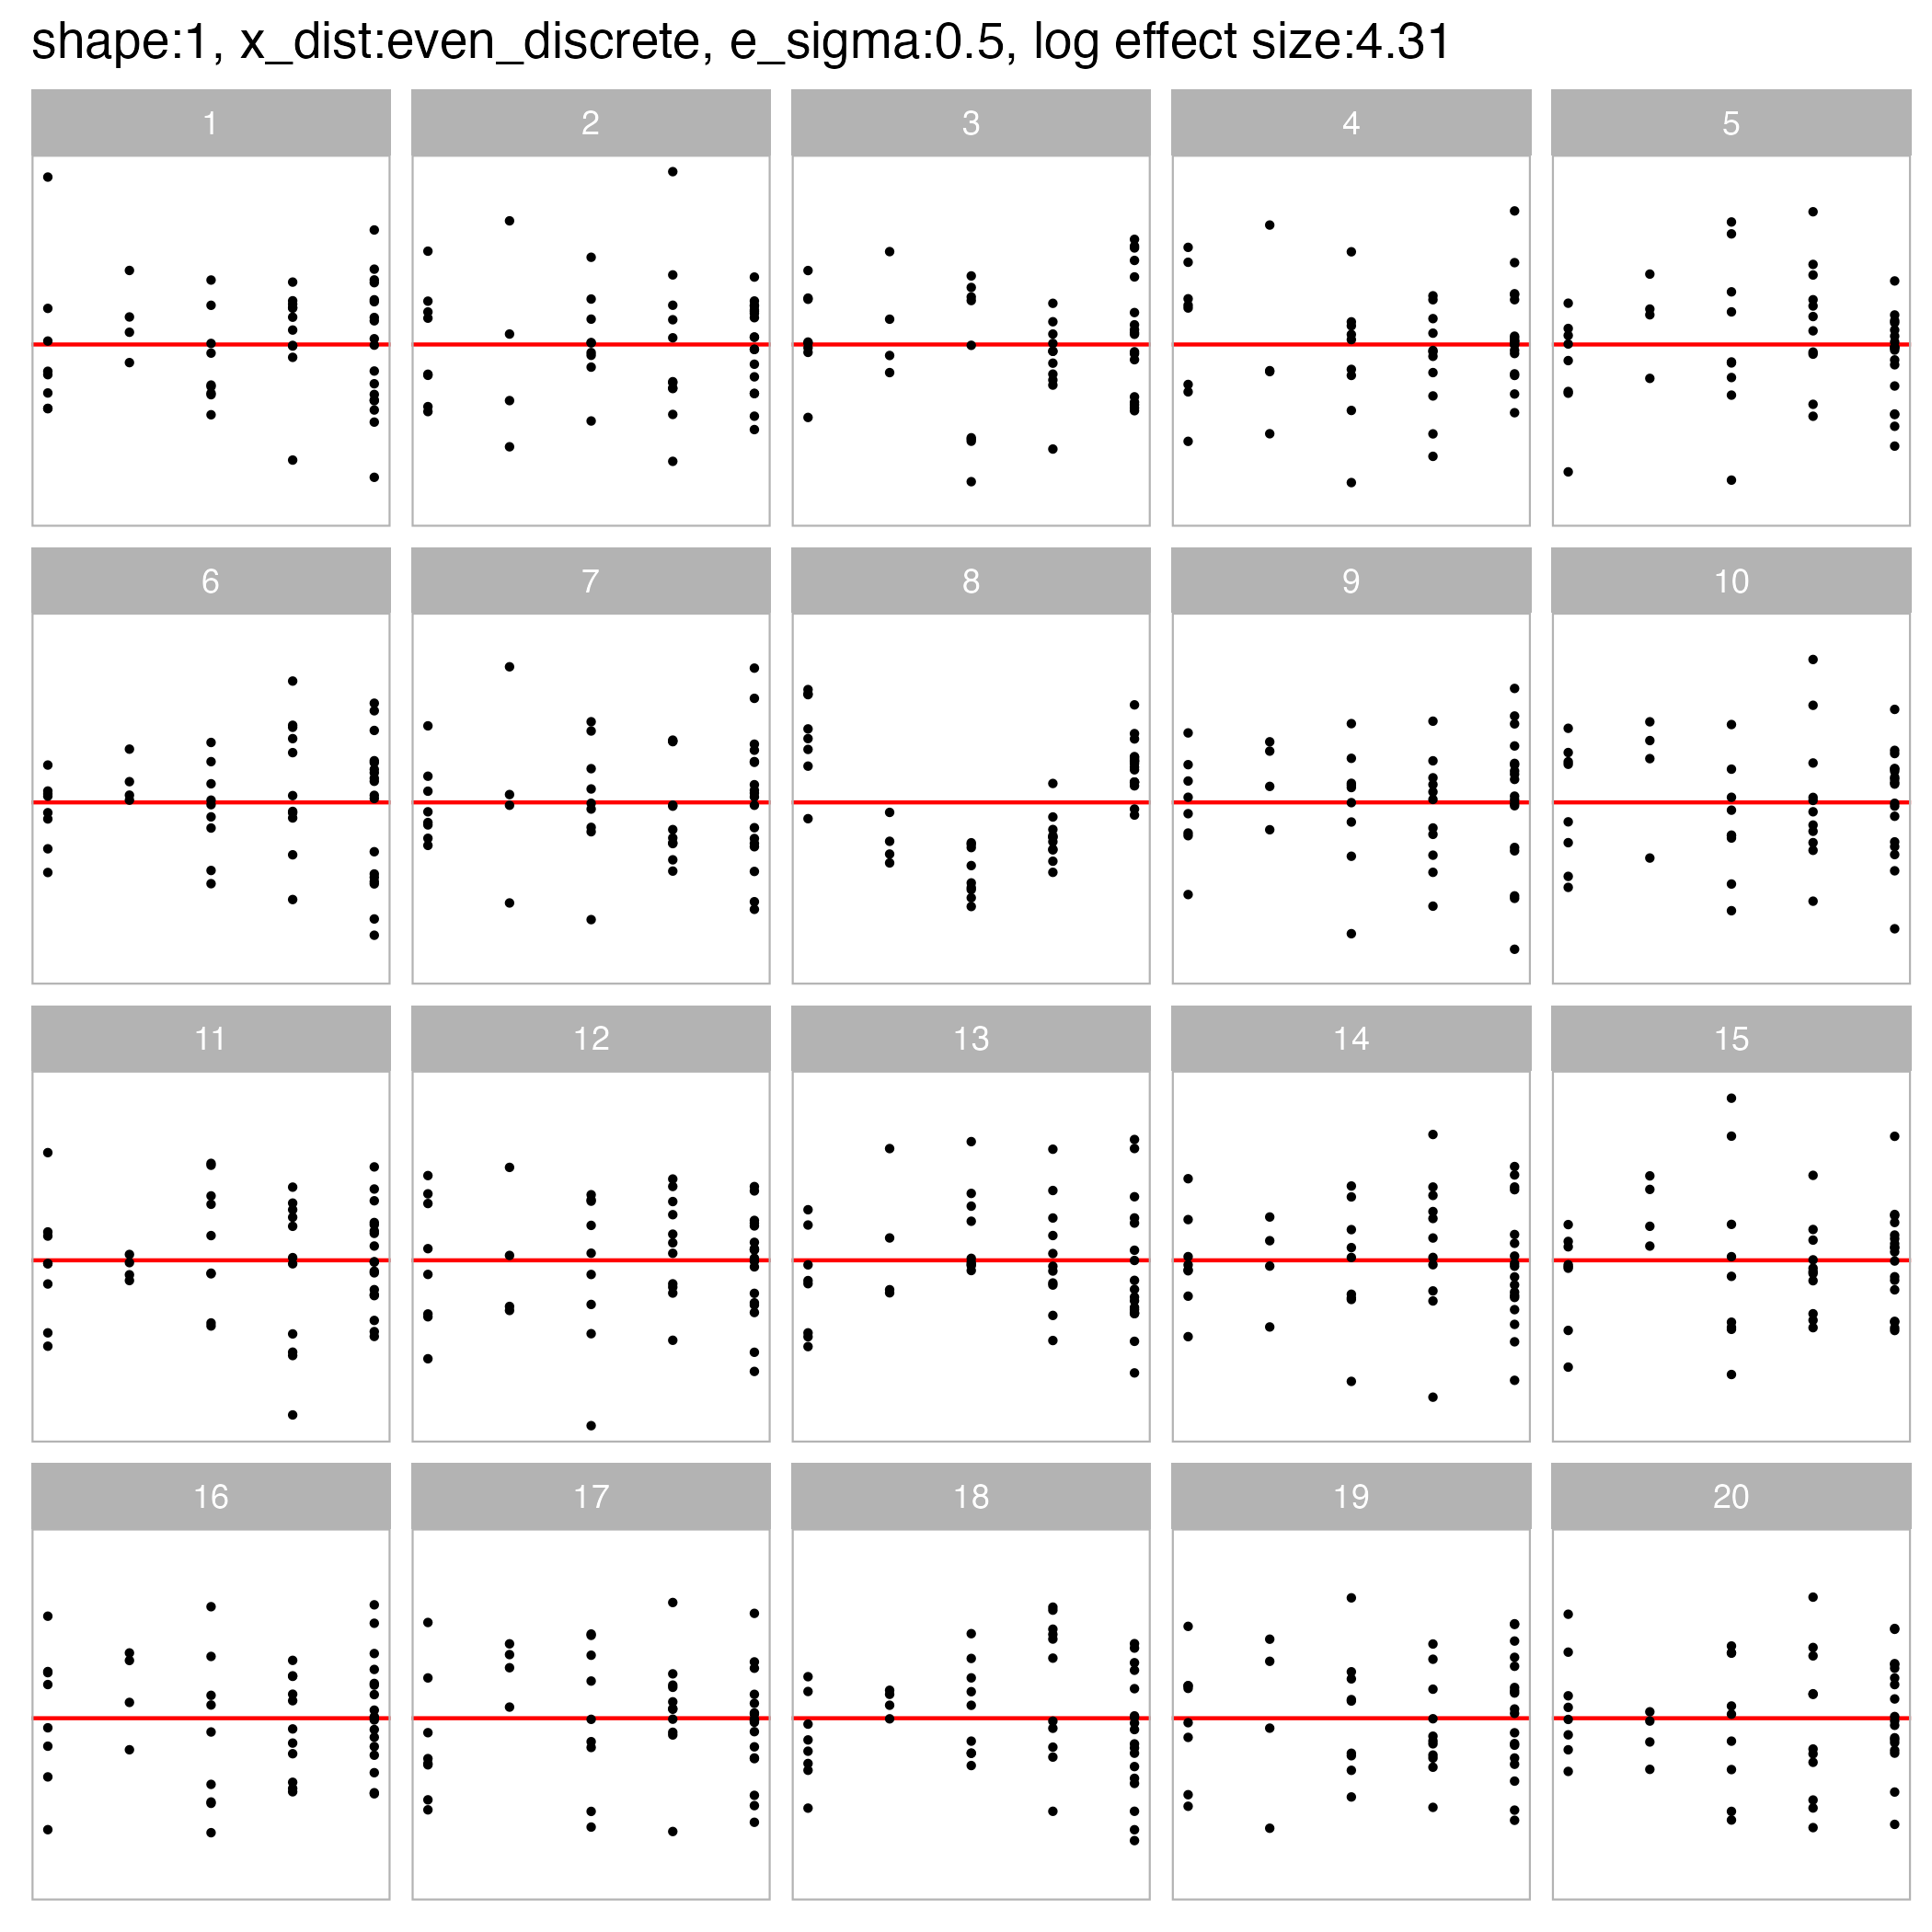 shape:1, x_dist:even_discrete, e_sigma:0.5, log effect size:4.31
1 2 3 4 5
6 7 8 9 10
11 12 13 14 15
16 17 18 19 20